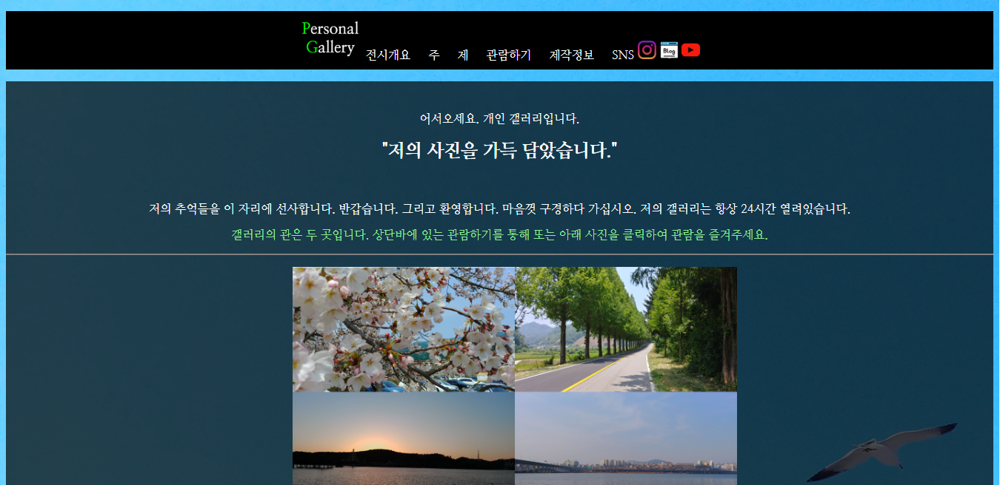 Personal
Gallery
전시개요 주 제 관람하기 제작정보 SNS Blog
어서오세요. 개인 갤러리입니다.
"저의 사진을 가득 담았습니다."
저의 추억들을 이 자리에 선사합니다. 반갑습니다. 그리고 환영합니다. 마음껏 구경하다 가십시오. 저의 갤러리는 항상 24시간 열려있습니다.
갤러리의 관은 두 곳입니다. 상단바에 있는 관람하기를 통해 또는 아래 사진을 클릭하여 관람을 즐겨주세요.